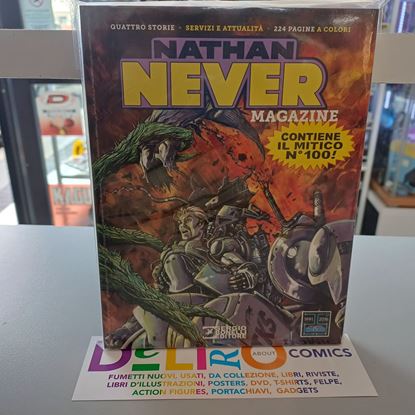 QUATTRO STORIE • SERVIZI E ATTUALITÀ • 224 PAGINE A COLORI
NATHAN
NEVER
MAGAZINE
CONTIENE
IL MITICO
N°100!
SERGIO
BONELLI
EDITORE
DeLIRIO
ABOUT
COMICS
FUMETTI NUOVI, USATI, DA COLLEZIONE, LIBRI, RIVISTE,
LIBRI D'ILLUSTRAZIONI, POSTERS, DVD, T-SHIRTS, FELPE,
ACTION FIGURES, PORTACHIAVI, GADGETS